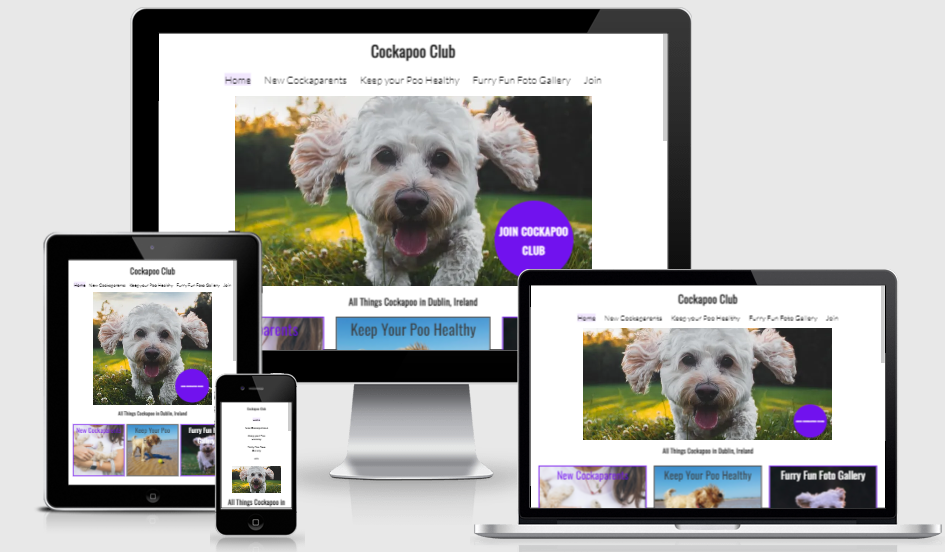 Cockapoo Club
Home New Cockaparents Keep your Poo Healthy Furry Fun Foto Gallery Join
JOIN COCKAPOO
CLUB
All Things Cockapoo in Dublin, Ireland
parents Keep Your Poo Healthy
Cockapoo Club
Home New Cockaparents Keep your Poo Healthy Furry Fun Foto Gallery Join
All Things Cockapoo in Dublin, Ireland
New Cockap Keep Your Poo Furry Fun
Cockapoo Club
All Things Cockapoo in
Cockapoo Club
Home New Cockaparents Keep your Poo Healthy Furry Fun Foto Gallery Join
All Things Cockapoo in Dublin, Ireland
New Cockaparents Keep Your Poo Healthy Furry Fun Foto Gallery